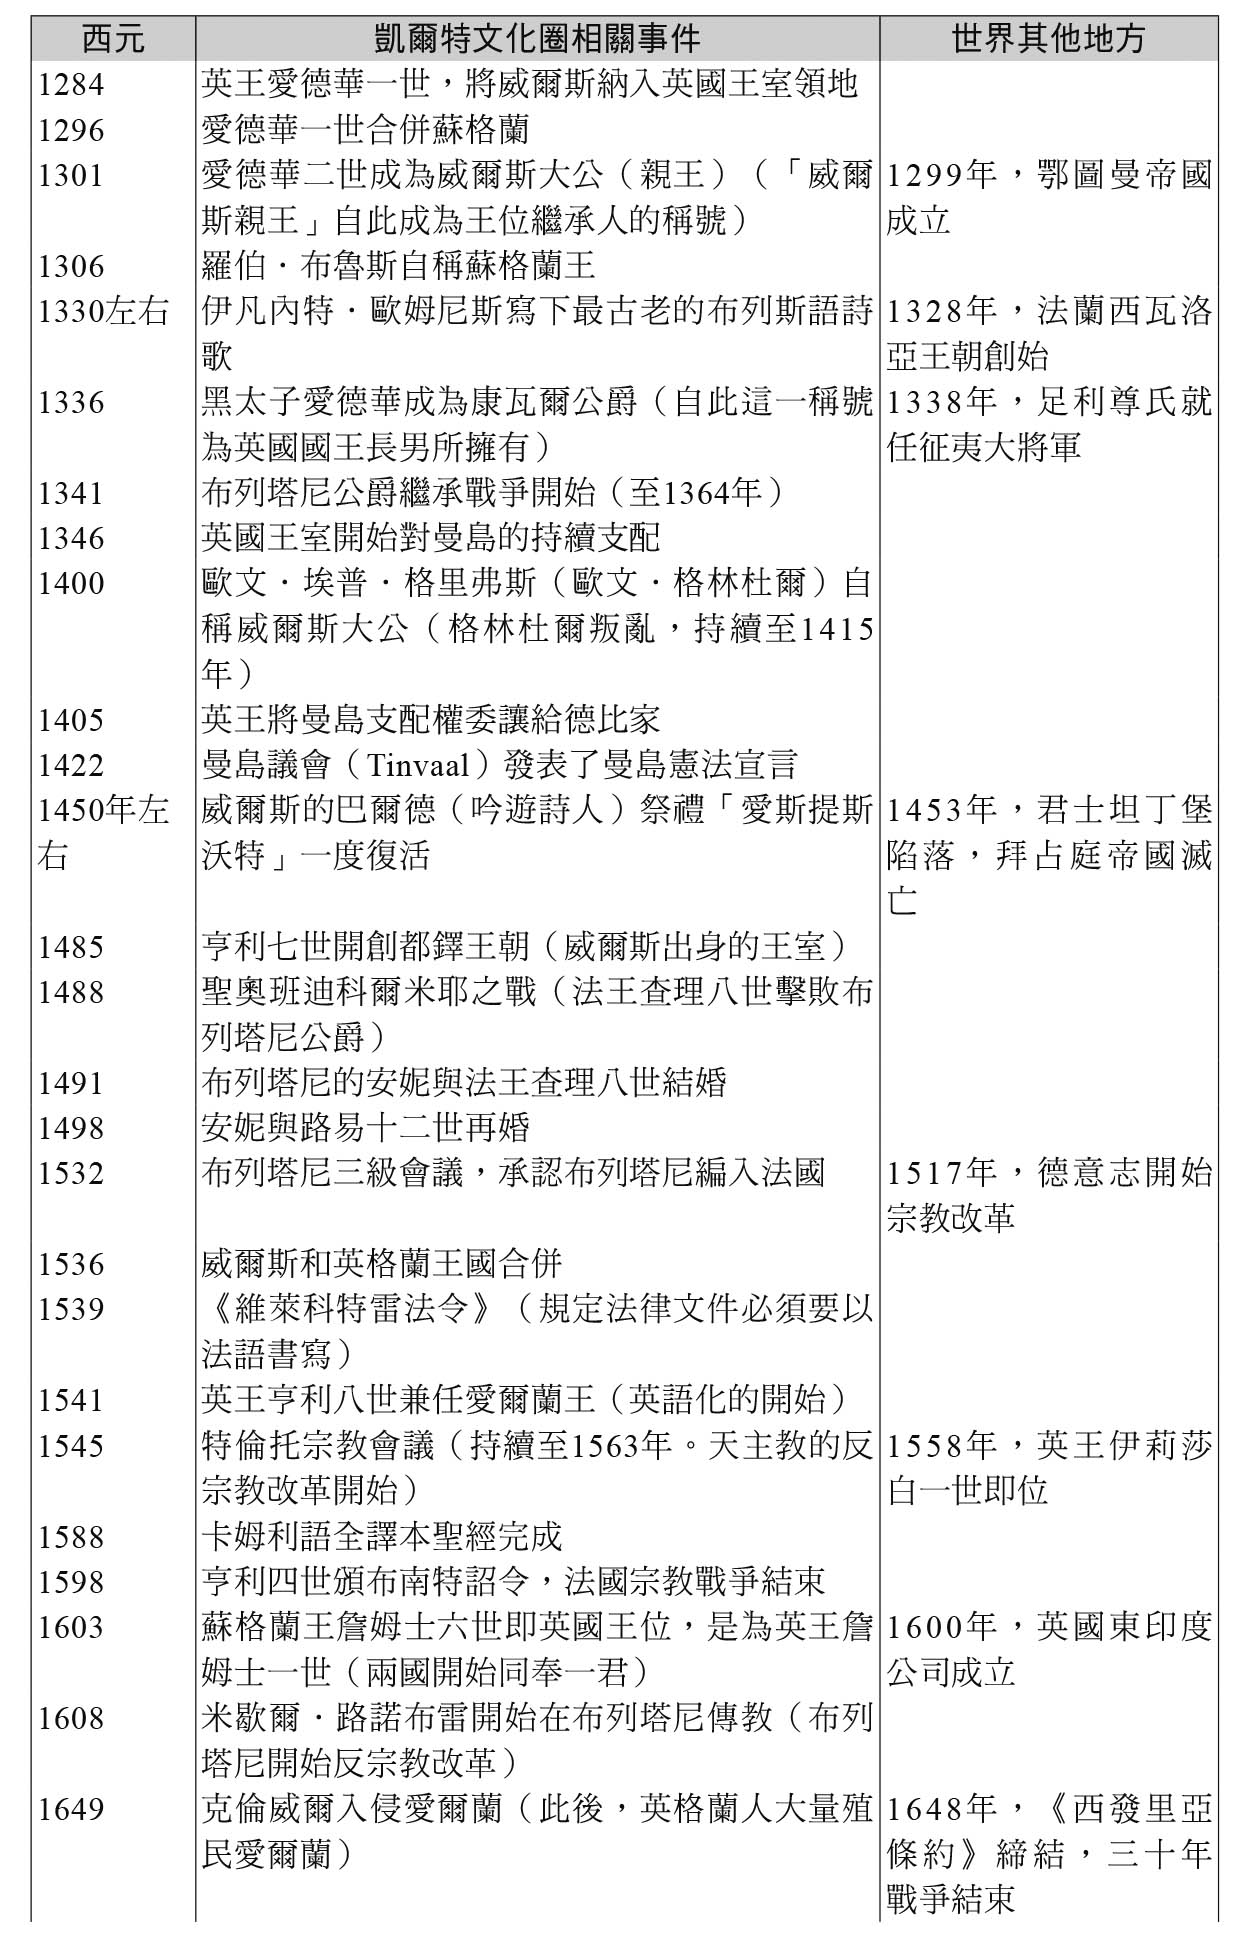 西元 凱爾特文化圈相關事件 世界其他地方
1284 英王愛德華一世，將威爾斯納入英國王室領地
1296 愛德華一世合併蘇格蘭
1301 愛德華二世成為威爾斯大公（親王）（「威爾 1299年，鄂圖曼帝國
斯親王」自此成為王位繼承人的稱號） 成立
1306 羅伯．布魯斯自稱蘇格蘭王
1330左右 伊凡內特．歐姆尼斯寫下最古老的布列斯語詩 1328年，法蘭西瓦洛
歌 亞王朝創始
1336 黑太子愛德華成為康瓦爾公爵（自此這一稱號 1338年，足利尊氏就
為英國國王長男所擁有） 任征夷大將軍
1341 布列塔尼公爵繼承戰爭開始（至1364年）
1346 英國王室開始對曼島的持續支配
1400 歐文．埃普．格里弗斯（歐文．格林杜爾）自
稱威爾斯大公（格林杜爾叛亂，持續至1415
年）
1405 英王將曼島支配權委讓給德比家
1422 曼島議會（Tinvaal）發表了曼島憲法宣言
1450年左 威爾斯的巴爾德（吟遊詩人）祭禮「愛斯提斯 1453年，君士坦丁堡
右 沃特」一度復活 陷落，拜占庭帝國滅
亡
1485 亨利七世開創都鐸王朝（威爾斯出身的王室）
1488 聖奧班迪科爾米耶之戰（法王查理八世擊敗布
列塔尼公爵）
1491 布列塔尼的安妮與法王查理八世結婚
1498 安妮與路易十二世再婚
1532 布列塔尼三級會議，承認布列塔尼編入法國 1517年，德意志開始
宗教改革
1536 威爾斯和英格蘭王國合併
1539 《維萊科特雷法令》（規定法律文件必須要以
法語書寫）
1541 英王亨利八世兼任愛爾蘭王（英語化的開始）
1545 特倫托宗教會議（持續至1563年。天主教的反 1558年，英王伊莉莎
宗教改革開始） 白一世即位
1588 卡姆利語全譯本聖經完成
1598 亨利四世頒布南特詔令，法國宗教戰爭結束
1603 蘇格蘭王詹姆士六世即英國王位，是為英王詹 1600年，英國東印度
姆士一世（兩國開始同奉一君） 公司成立
1608 米歇爾．路諾布雷開始在布列塔尼傳教（布列
塔尼開始反宗教改革）
1649 克倫威爾入侵愛爾蘭（此後，英格蘭人大量殖 1648年，《西發里亞
民愛爾蘭） 條約》締結，三十年
戰爭結束